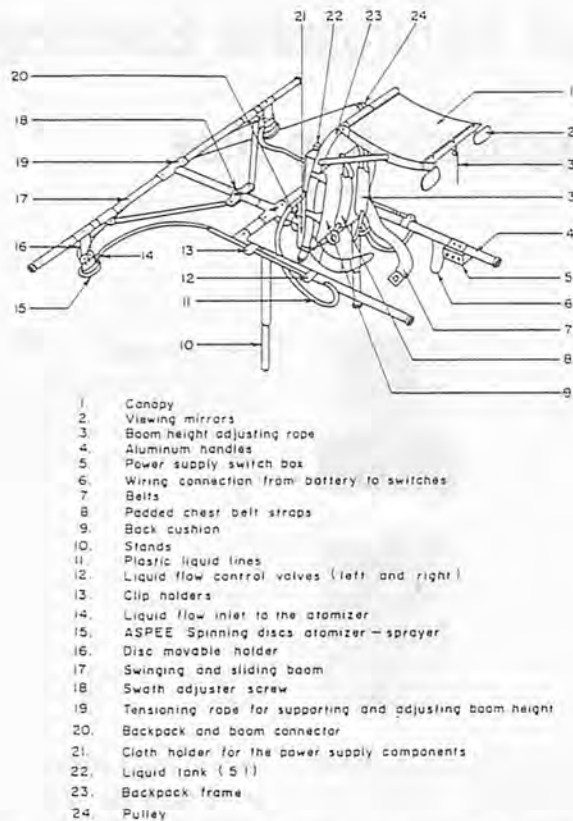 21 22 23 24
20
18
19
17
16
14
15
13
12
11
10
1
2
3
3
4
5
6
7
8
9
1. Canopy
2. Viewing mirrors
3. Boom height adjusting rope
4. Aluminum handles
5. Power supply switch box
6. Wiring connection from battery to switches
7. Belts
8. Padded chest belt straps
9. Back cushion
10. Stands
11. Plastic liquid lines
12. Liquid flow control valves (left and right)
13. Clip holders
14. Liquid flow inlet to the atomizer
15. ASPEE Spinning discs atomizer – sprayer
16. Disc movable holder
17. Swinging and sliding boom
18 Swath adjuster screw
19. Tensioning rope for supporting and adjusting boom height
20. Backpack and boom connector
21. Cloth holder for the power supply components
22. Liquid tank (5 l)
23. Backpack frame
24. Pulley